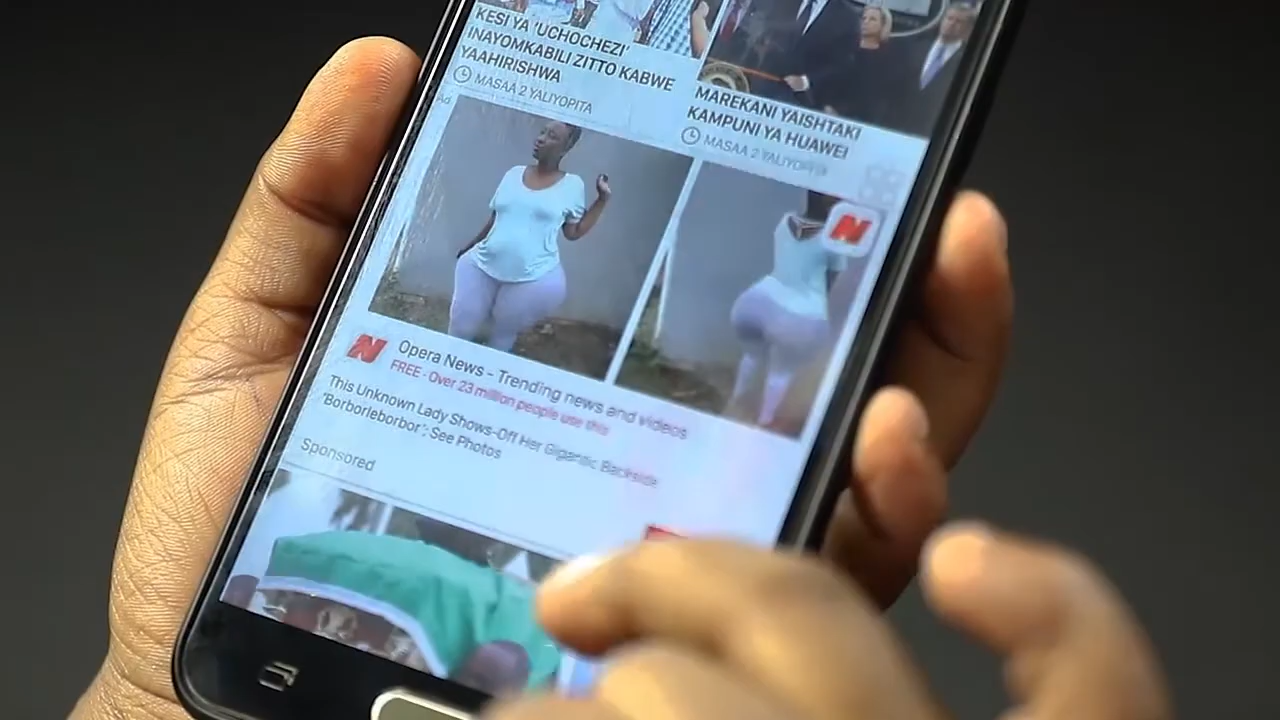 KESI YA 'UCHOCHEZI'
INAYOMKABILI ZITTO KABWE
YAAHIRISHWA
MASAA 2 YALIYOPITA
MAREKANI YAISHTAKI
KAMPUNI YA HUAWEI
MASAA 2 YALIYOPITA
Ad
N
N
Opera News - Trending news and videos
FREE - Over 23 million people use this
This Unknown Lady Shows-Off Her Gigantic Backside
'Borborleborbor'; See Photos
Sponsored